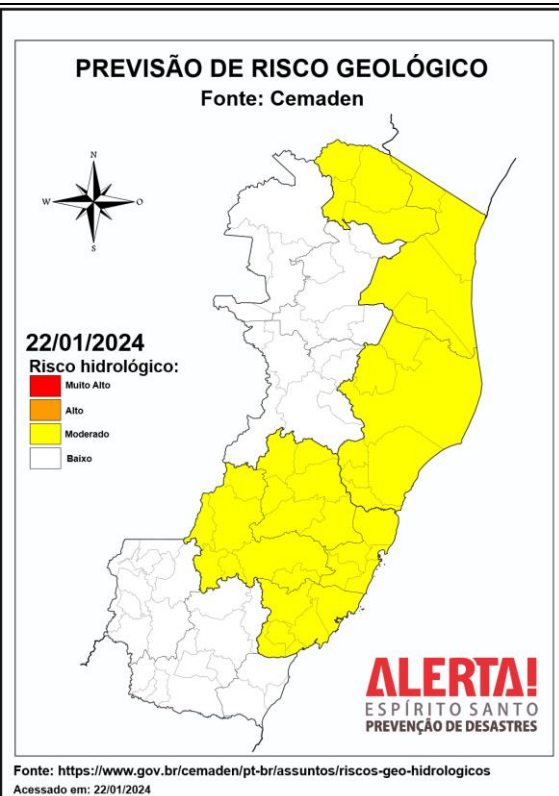 PREVISÃO DE RISCO GEOLÓGICO
Fonte: Cemaden
N
W
O
S
22/01/2024
Risco hidrológico:
Muito Alto
Alto
Moderado
Baixo
ALERTA!
ESPÍRITO SANTO
PREVENÇÃO DE DESASTRES
Fonte: https://www.gov.br/cemaden/pt-br/assuntos/riscos-geo-hidrologicos
Acessado em: 22/01/2024